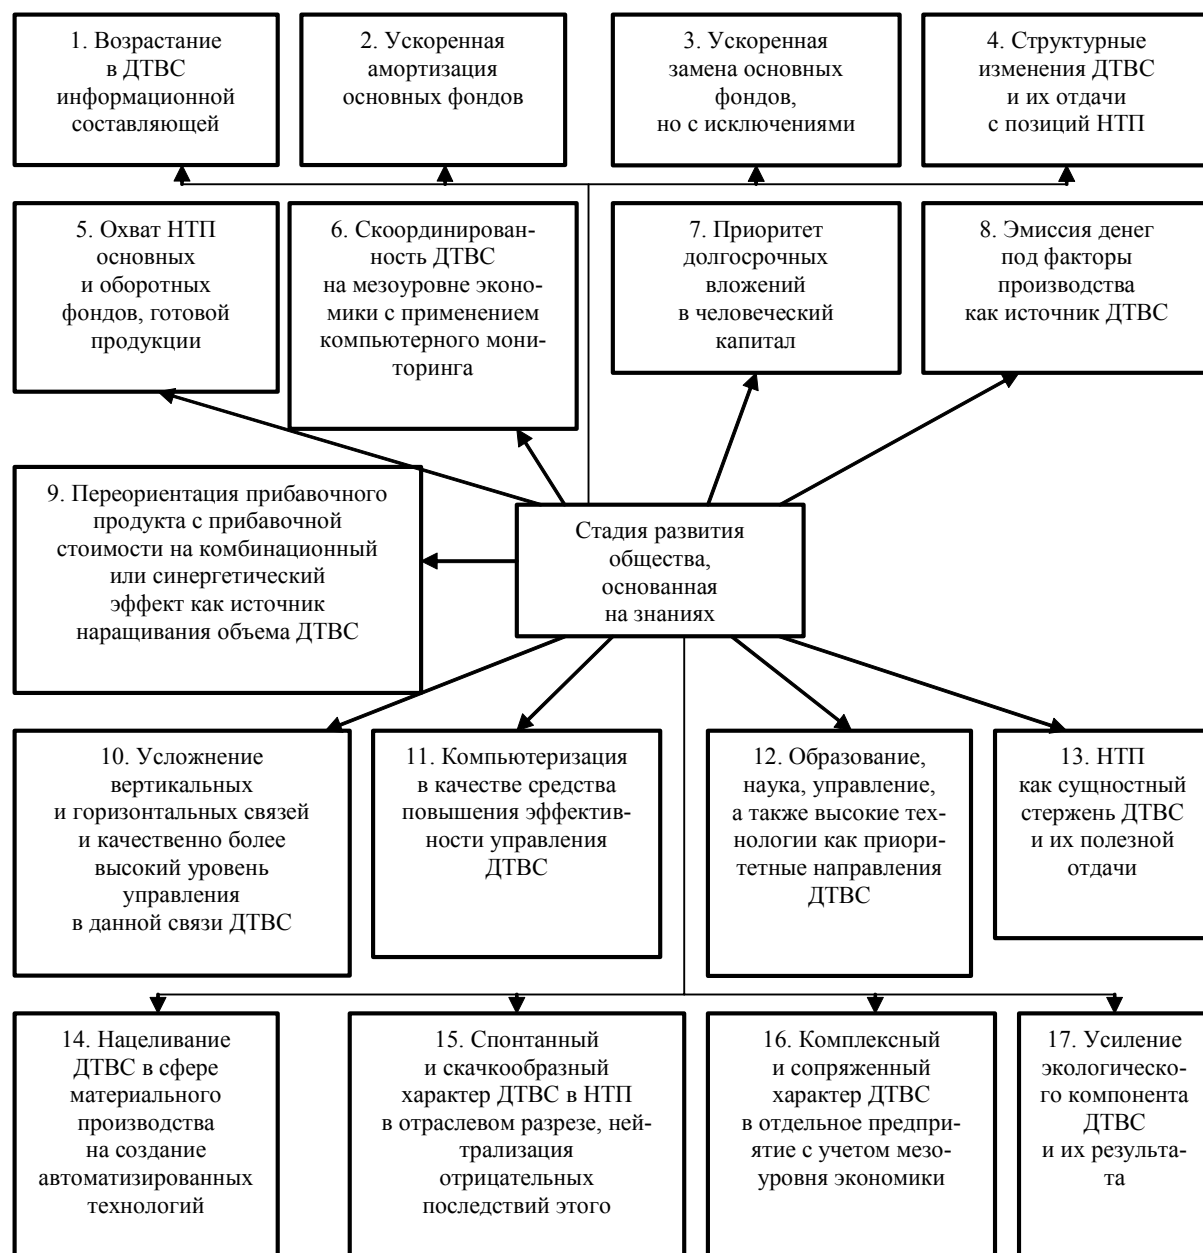 1. Возрастание
в ДТВС
информационной
составляющей
2. Ускоренная
амортизация
основных фондов
3. Ускоренная
замена основных
фондов,
но с исключениями
4. Структурные
изменения ДТВС
и их отдачи
с позиций НТП
5. Охват НТП
основных
и оборотных
фондов, готовой
продукции
6. Скоординирован-
ность ДТВС
на мезоуровне эконо-
мики с применением
компьютерного мони-
торинга
7. Приоритет
долгосрочных
вложений
в человеческий
капитал
8. Эмиссия денег
под факторы
производства
как источник ДТВС
9. Переориентация прибавочного
продукта с прибавочной
стоимости на комбинационный
или синергетический
эффект как источник
наращивания объема ДТВС
Стадия развития
общества,
основанная
на знаниях
10. Усложнение
вертикальных
и горизонтальных связей
и качественно более
высокий уровень
управления
в данной связи ДТВС
11. Компьютеризация
в качестве средства
повышения эффектив-
ности управления
ДТВС
12. Образование,
наука, управление,
а также высокие тех-
нологии как приори-
тетные направления
ДТВС
13. НТП
как сущностный
стержень ДТВС
и их полезной
отдачи
14. Нацеливание
ДТВС в сфере
материального
производства
на создание
автоматизированных
технологий
15. Спонтанный
и скачкообразный
характер ДТВС в НТП
в отраслевом разрезе, ней-
трализация
отрицательных
последствий этого
16. Комплексный
и сопряженный
характер ДТВС
в отдельное предпри-
ятие с учетом мезо-
уровня экономики
17. Усиление
экологическо-
го компонента
ДТВС
и их результа-
та